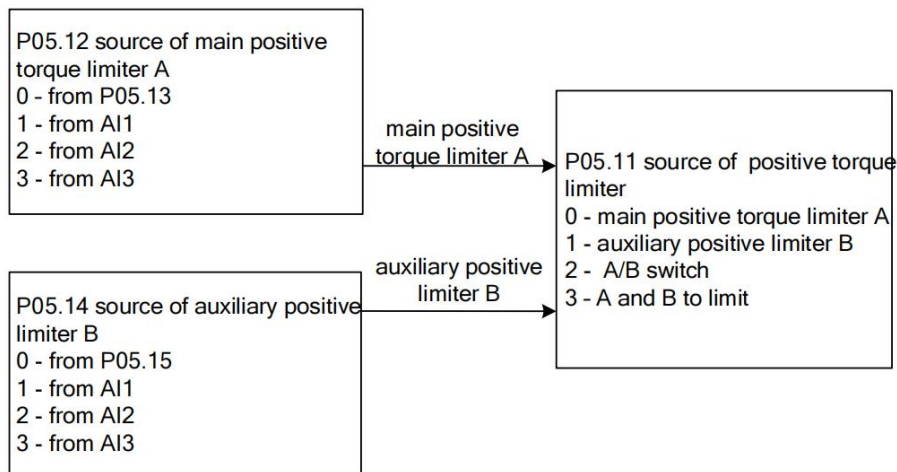 P05.12 source of main positive
torque limiter A
0 - from P05.13
1 - from AI1
2 - from AI2
3 - from AI3
main positive
torque limiter A
P05.11 source of  positive torque
limiter
0 - main positive torque limiter A
1 - auxiliary positive limiter B
2 -  A/B switch
3 - A and B to limit
auxiliary positive
limiter B
P05.14 source of auxiliary positive
limiter B
0 - from P05.15
1 - from AI1
2 - from AI2
3 - from AI3